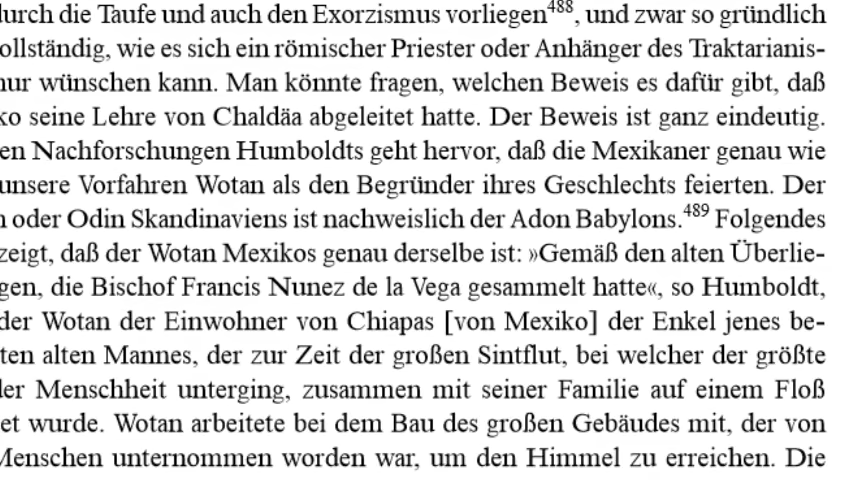 durch die Taufe und auch den Exorzismus vorliegen488, und zwar so gründlich
ollständig, wie es sich ein römischer Priester oder Anhänger des Traktarianis-
nur wünschen kann. Man könnte fragen, welchen Beweis es dafür gibt, daß
ko seine Lehre von Chaldäa abgeleitet hatte. Der Beweis ist ganz eindeutig.
en Nachforschungen Humboldts geht hervor, daß die Mexikaner genau wie
unsere Vorfahren Wotan als den Begründer ihres Geschlechts feierten. Der
n oder Odin Skandinaviens ist nachweislich der Adon Babylons.489 Folgendes
zeigt, daß der Wotan Mexikos genau derselbe ist: »Gemäß den alten Überlie-
gen, die Bischof Francis Nunez de la Vega gesammelt hatte«, so Humboldt,
der Wotan der Einwohner von Chiapas [von Mexiko] der Enkel jenes be-
ten alten Mannes, der zur Zeit der großen Sintflut, bei welcher der größte
der Menschheit unterging, zusammen mit seiner Familie auf einem Floß
et wurde. Wotan arbeitete bei dem Bau des großen Gebäudes mit, der von
Menschen unternommen worden war, um den Himmel zu erreichen. Die